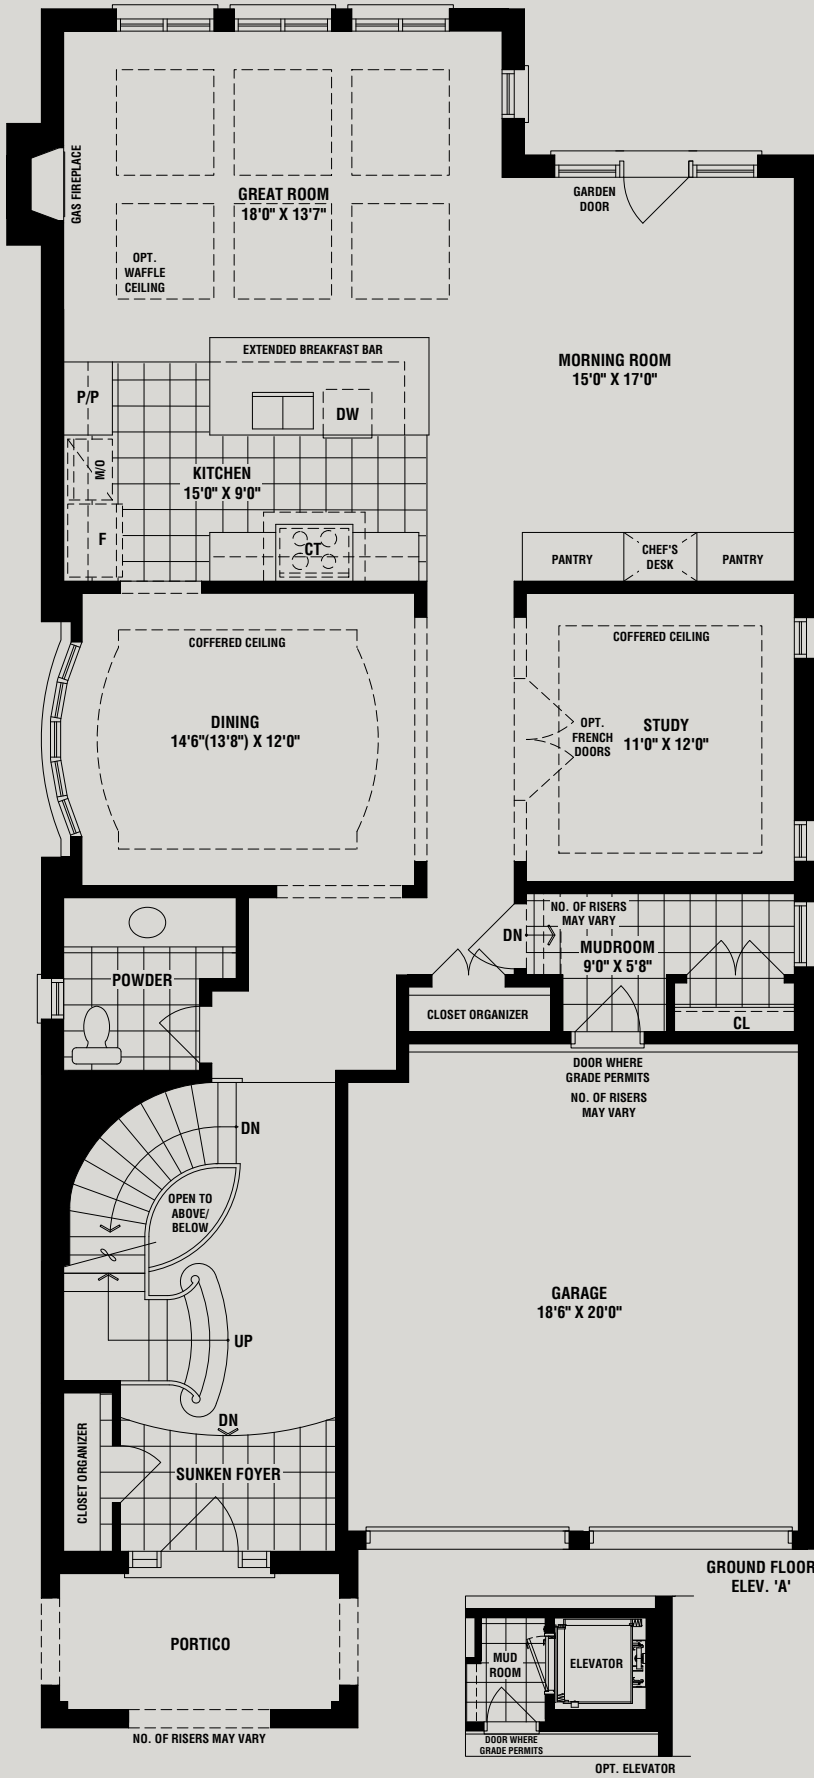 GAS FIREPLACE
GREAT ROOM
18'0" X 13'7"
OPT.
WAFFLE
CEILING
GARDEN
DOOR
EXTENDED BREAKFAST BAR
MORNING ROOM
15'0" X 17'0"
P/P
DW
M/O
KITCHEN
15'0" X 9'0"
F
CT
PANTRY
CHEF'S
DESK
PANTRY
COFFERED CEILING
DINING
14'6"(13'8") X 12'0"
COFFERED CEILING
OPT.
FRENCH
DOORS
STUDY
11'0" X 12'0"
NO. OF RISERS
MAY VARY
DN
MUDROOM
9'0" X 5'8"
POWDER
CLOSET ORGANIZER
CL
DOOR WHERE
GRADE PERMITS
NO. OF RISERS
MAY VARY
DN
OPEN TO
ABOVE/
BELOW
UP
GARAGE
18'6" X 20'0"
DN
CLOSET ORGANIZER
SUNKEN FOYER
GROUND FLOOR
ELEV. 'A'
PORTICO
NO. OF RISERS MAY VARY
MUD
ROOM
ELEVATOR
DOOR WHERE
GRADE PERMITS
OPT. ELEVATOR